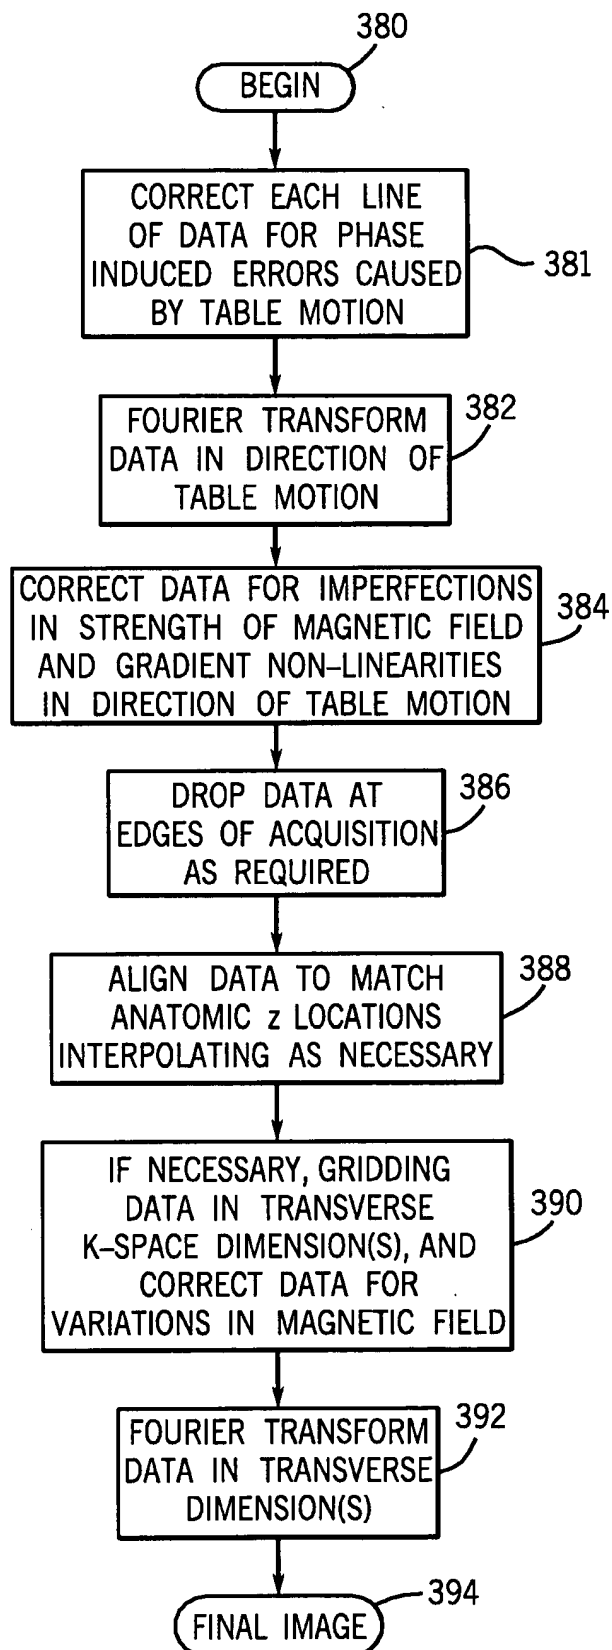 380
BEGIN
CORRECT EACH LINE
OF DATA FOR PHASE
INDUCED ERRORS CAUSED
BY TABLE MOTION
381
FOURIER TRANSFORM
DATA IN DIRECTION OF
TABLE MOTION
382
CORRECT DATA FOR IMPERFECTIONS
IN STRENGTH OF MAGNETIC FIELD
AND GRADIENT NON-LINEARITIES
IN DIRECTION OF TABLE MOTION
384
DROP DATA AT
EDGES OF ACQUISITION
AS REQUIRED
386
ALIGN DATA TO MATCH
ANATOMIC z LOCATIONS
INTERPOLATING AS NECESSARY
388
IF NECESSARY, GRIDDING
DATA IN TRANSVERSE
K-SPACE DIMENSION(S), AND
CORRECT DATA FOR
VARIATIONS IN MAGNETIC FIELD
390
FOURIER TRANSFORM
DATA IN TRANSVERSE
DIMENSION(S)
392
FINAL IMAGE
394